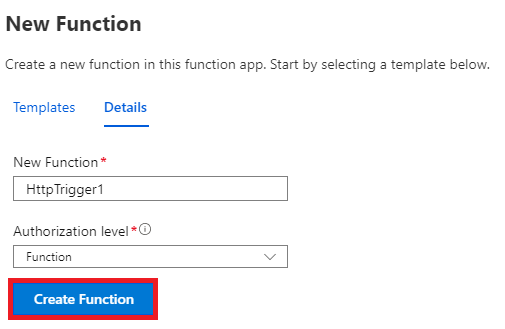 New Function
Create a new function in this function app. Start by selecting a template below.
Templates Details
New Function*
HttpTrigger1
Authorization level*
Function
Create Function